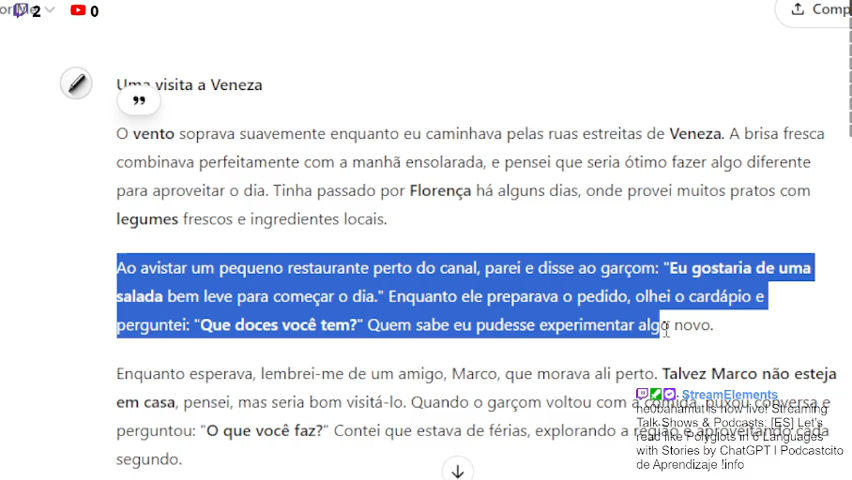 2
0
Comp
Uma visita a Veneza
O vento soprava suavemente enquanto eu caminhava pelas ruas estreitas de Veneza. A brisa fresca
combinava perfeitamente com a manhã ensolarada, e pensei que seria ótimo fazer algo diferente
para aproveitar o dia. Tinha passado por Florença há alguns dias, onde provei muitos pratos com
legumes frescos e ingredientes locais.
Ao avistar um pequeno restaurante perto do canal, parei e disse ao garçom: "Eu gostaria de uma
salada bem leve para começar o dia." Enquanto ele preparava o pedido, olhei o cardápio e
perguntei: "Que doces você tem?" Quem sabe eu pudesse experimentar algo novo.
Enquanto esperava, lembrei-me de um amigo, Marco, que morava ali perto. Talvez Marco não esteja
em casa, pensei, mas seria bom visitá-lo. Quando o garçom voltou com a comida, puxou conversa e
perguntou: "O que você faz?" Contei que estava de férias, explorando a região e aproveitando cada
segundo.
StreamElements
he0bahamut is now live! Streaming
Talk Shows & Podcasts: [ES] Let's
read like Polyglots in 6 Languages
with Stories by ChatGPT | Podcastcito
de Aprendizaje !info